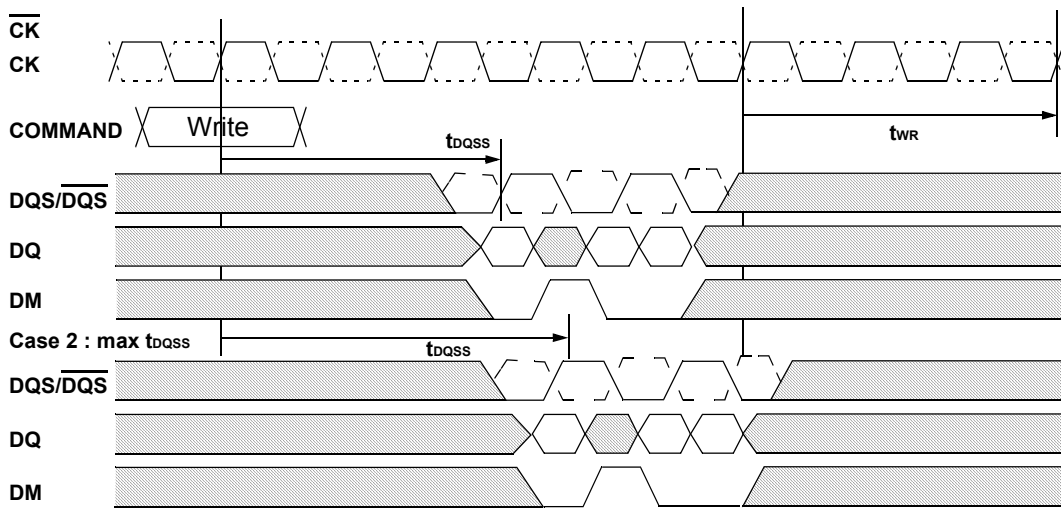 CK
CK
COMMAND Write
tDQSS tWR
DQS/DQS
DQ
DM
Case 2 : max tDQSS
tDQSS
DQS/DQS
DQ
DM